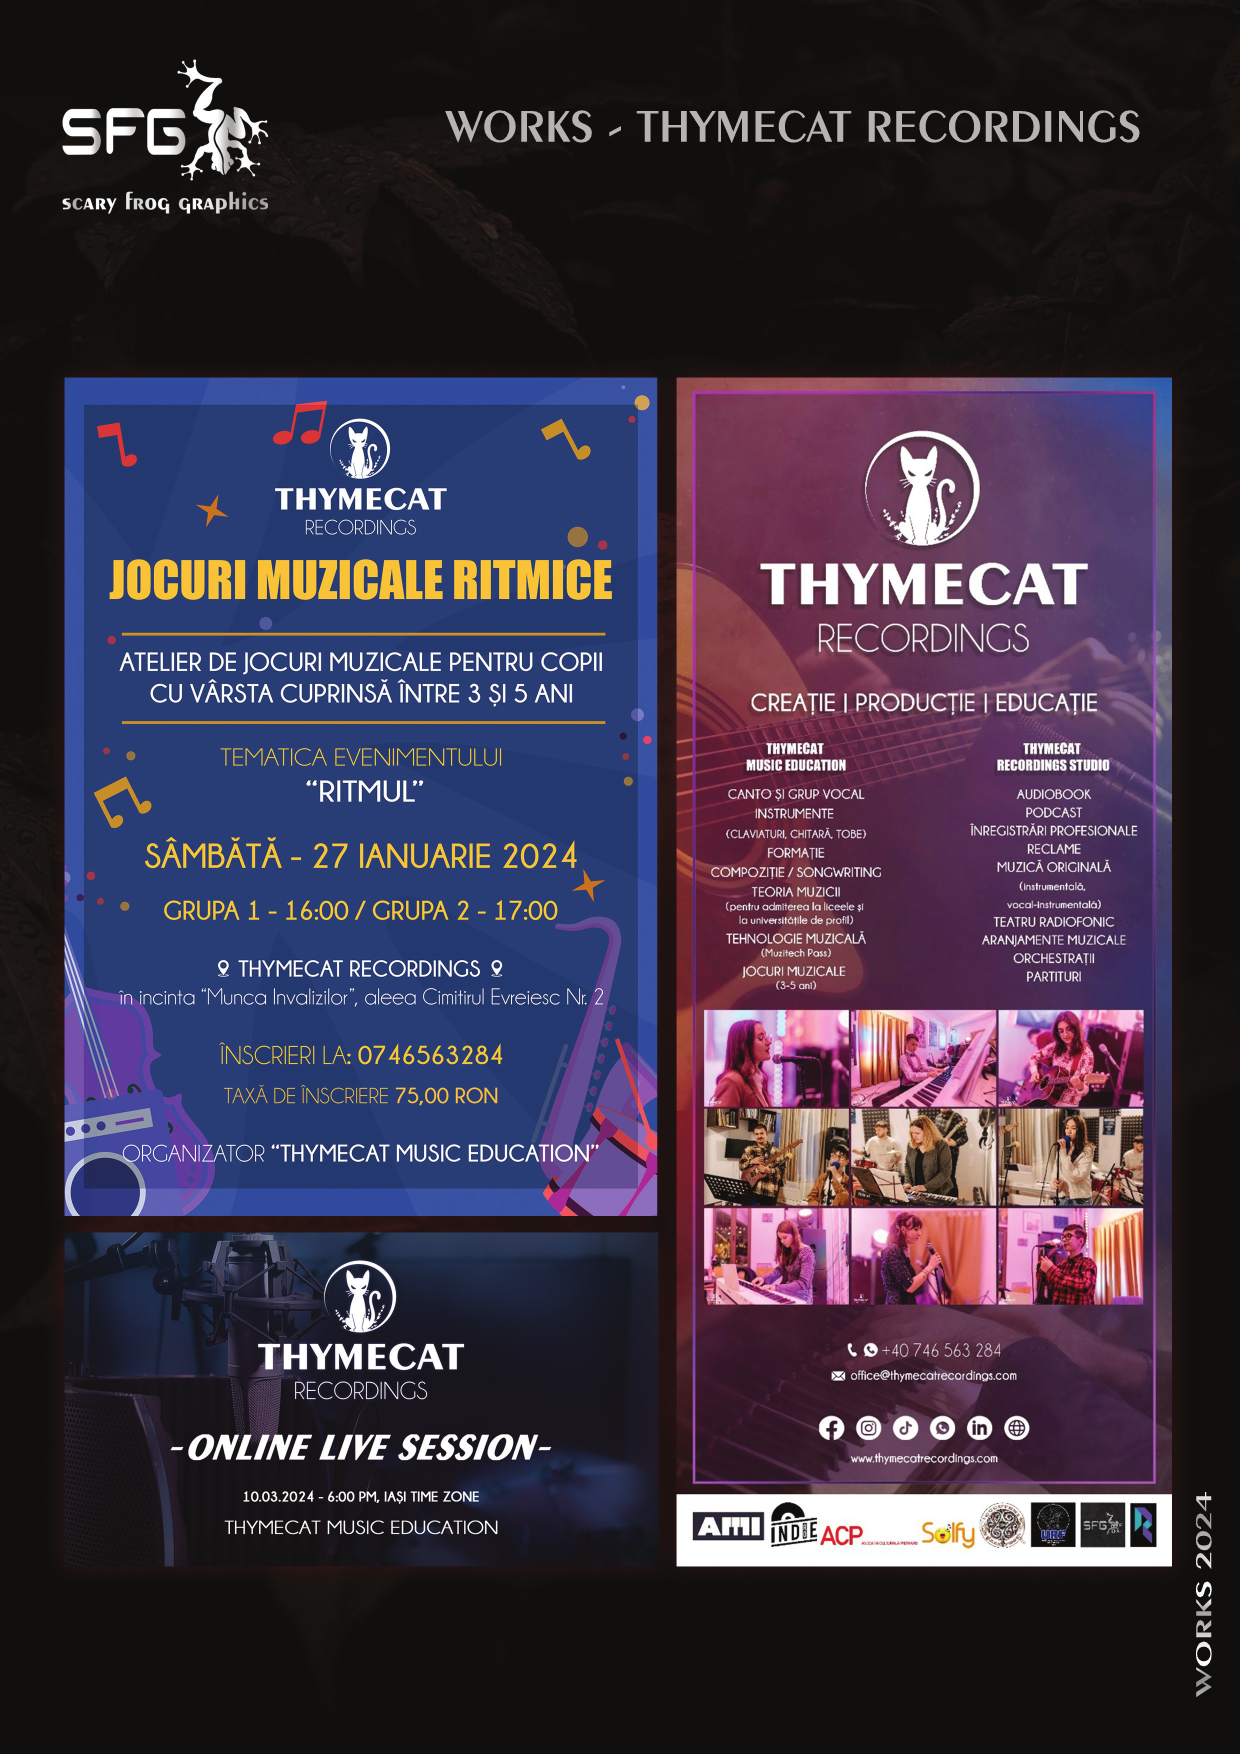 SFG
scary frog graphics
WORKS - THYMECAT RECORDINGS
THYMECAT
RECORDINGS
JOCURI MUZICALE RITMICE
ATELIER DE JOCURI MUZICALE PENTRU COPII
CU VÂRSTA CUPRINSĂ ÎNTRE 3 ȘI 5 ANI
TEMATICA EVENIMENTULUI
“RITMUL”
SÂMBĂTĂ - 27 IANUARIE 2024
GRUPA 1 - 16:00 / GRUPA 2 - 17:00
THYMECAT RECORDINGS
în incinta “Munca Invalizilor”, aleea Cimitirul Evreiesc Nr. 2
ÎNSCRIERI LA: 0746563284
TAXĂ DE ÎNSCRIERE 75,00 RON
ORGANIZATOR “THYMECAT MUSIC EDUCATION”
THYMECAT
RECORDINGS
-ONLINE LIVE SESSION-
10.03.2024 - 6:00 PM, IAȘI TIME ZONE
THYMECAT MUSIC EDUCATION
THYMECAT
RECORDINGS
CREAȚIE | PRODUCȚIE | EDUCAȚIE
THYMECAT
MUSIC EDUCATION
CANTO ȘI GRUP VOCAL
INSTRUMENTE
(CLAVIATURI, CHITARĂ, TOBE)
FORMAȚIE
COMPOZIȚIE / SONGWRITING
TEORIA MUZICII
(pentru admiterea la liceele și
la universitățile de profil)
TEHNOLOGIE MUZICALĂ
(Muzitech Pass)
JOCURI MUZICALE
(3-5 ani)
THYMECAT
RECORDINGS STUDIO
AUDIOBOOK
PODCAST
ÎNREGISTRĂRI PROFESIONALE
RECLAME
MUZICĂ ORIGINALĂ
(instrumentală,
vocal-instrumentală)
TEATRU RADIOFONIC
ARANJAMENTE MUZICALE
ORCHESTRAȚII
PARTITURI
+40 746 563 284
office@thymecatrecordings.com
www.thymecatrecordings.com
AMI
INDIE
ACP
Solfy
SFG
WORKS 2024